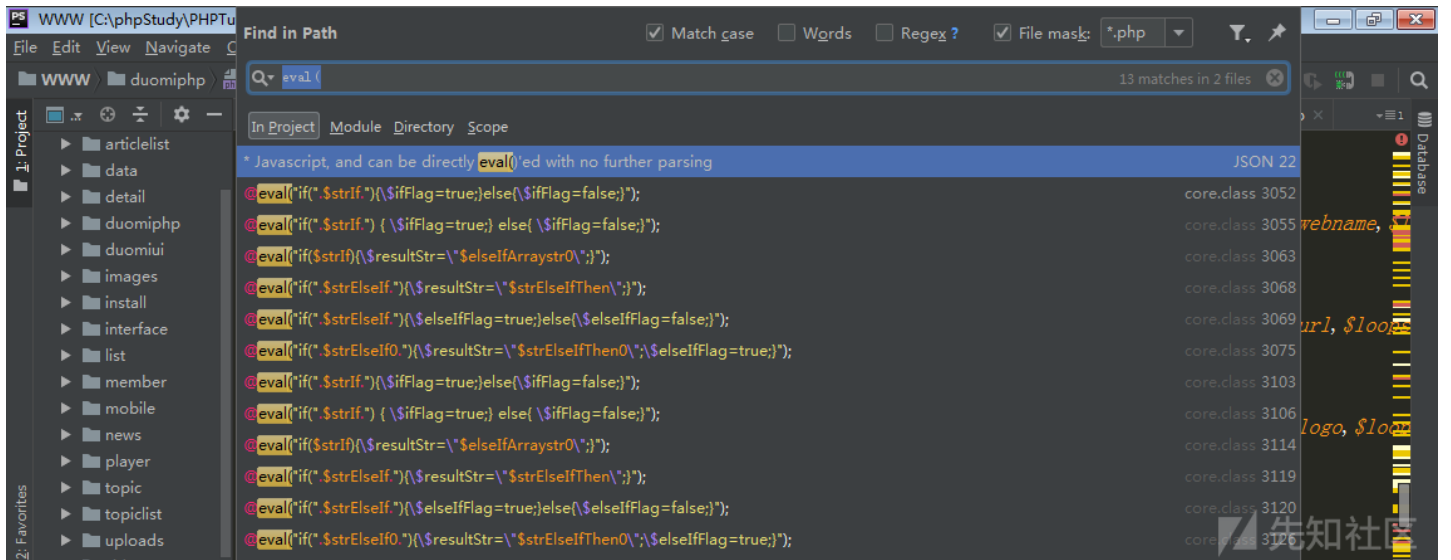 PS WWW [C:\phpStudy\PHPTu
File Edit View Navigate C
WWW duomiphp
Find in Path
Match case Words Regex ? File mask: *.php
eval( 13 matches in 2 files
In Project Module Directory Scope
* Javascript, and can be directly eval()'ed with no further parsing JSON 22
@eval("if(".$strIf."){\$ifFlag=true;}else{\$ifFlag=false;}"); core.class 3052
@eval("if(".$strIf.") { \$ifFlag=true;} else{ \$ifFlag=false;}"); core.class 3055
@eval("if($strIf){\$resultStr=\"$elseIfArraystr0\";}"); core.class 3063
@eval("if(".$strElseIf."){\$resultStr=\"$strElseIfThen\";}"); core.class 3068
@eval("if(".$strElseIf."){\$elseIfFlag=true;}else{\$elseIfFlag=false;}"); core.class 3069
@eval("if(".$strElseIf0."){\$resultStr=\"$strElseIfThen0\";\$elseIfFlag=true;}"); core.class 3075
@eval("if(".$strIf."){\$ifFlag=true;}else{\$ifFlag=false;}"); core.class 3103
@eval("if(".$strIf.") { \$ifFlag=true;} else{ \$ifFlag=false;}"); core.class 3106
@eval("if($strIf){\$resultStr=\"$elseIfArraystr0\";}"); core.class 3114
@eval("if(".$strElseIf."){\$resultStr=\"$strElseIfThen\";}"); core.class 3119
@eval("if(".$strElseIf."){\$elseIfFlag=true;}else{\$elseIfFlag=false;}"); core.class 3120
@eval("if(".$strElseIf0."){\$resultStr=\"$strElseIfThen0\";\$elseIfFlag=true;}"); core.class 3126
1: Project
2: Favorites
articlelist
data
detail
duomiphp
duomiui
images
install
interface
list
member
mobile
news
player
topic
topiclist
uploads
1
Database
webname,
url, $loops
logo, $loop
先知社区